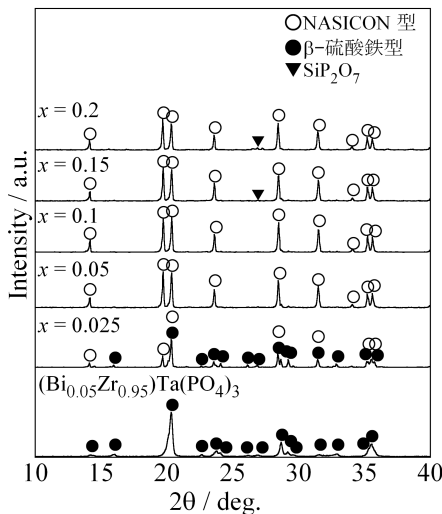 ○ NASICON 型
● β-硫酸鉄型
▼ SiP₂O₇
x = 0.2
x = 0.15
x = 0.1
x = 0.05
x = 0.025
(Bi₀.₀₅Zr₀.₉₅)Ta(PO₄)₃
Intensity / a.u.
10 15 20 25 30 35 40
2θ / deg.